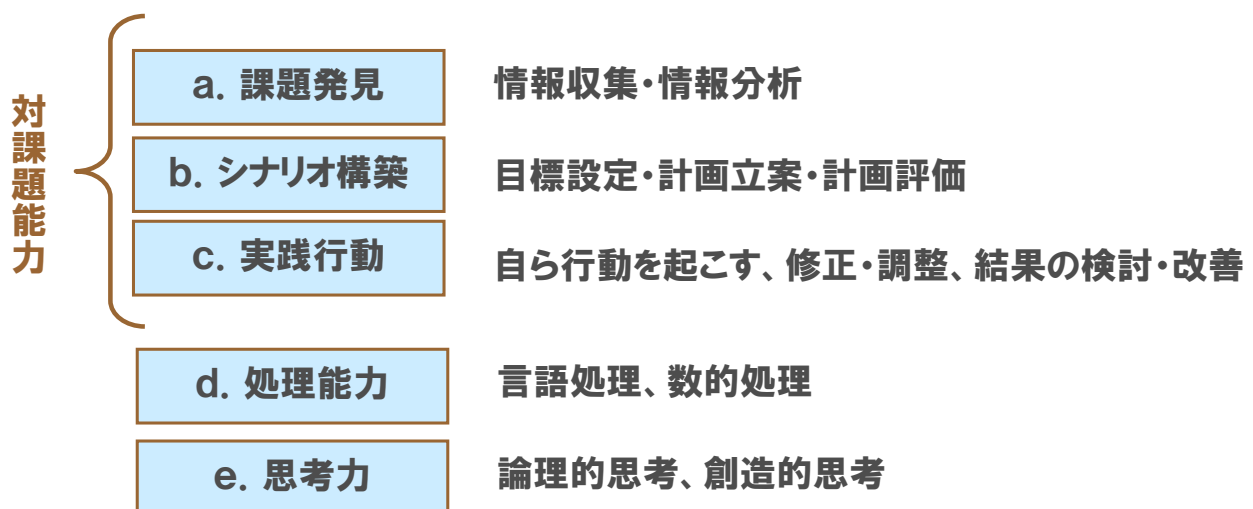 対課題能力
a. 課題発見
情報収集・情報分析
b. シナリオ構築
目標設定・計画立案・計画評価
c. 実践行動
自ら行動を起こす、修正・調整、結果の検討・改善
d. 処理能力
言語処理、数的処理
e. 思考力
論理的思考、創造的思考